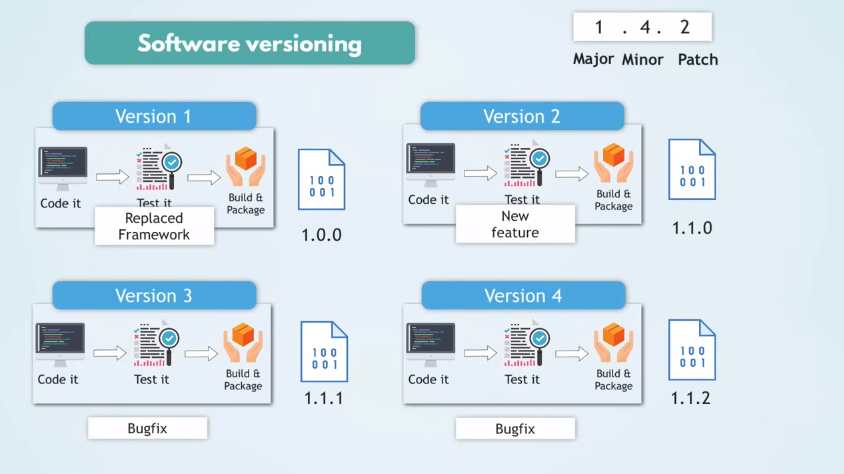 Software versioning
1 . 4 . 2
Major Minor Patch
Version 1
Code it
Test it
Build &
Package
Replaced
Framework
100
001
1.0.0
Version 2
Code it
Test it
Build &
Package
New
feature
100
001
1.1.0
Version 3
Code it
Test it
Build &
Package
Bugfix
100
001
1.1.1
Version 4
Code it
Test it
Build &
Package
Bugfix
100
001
1.1.2